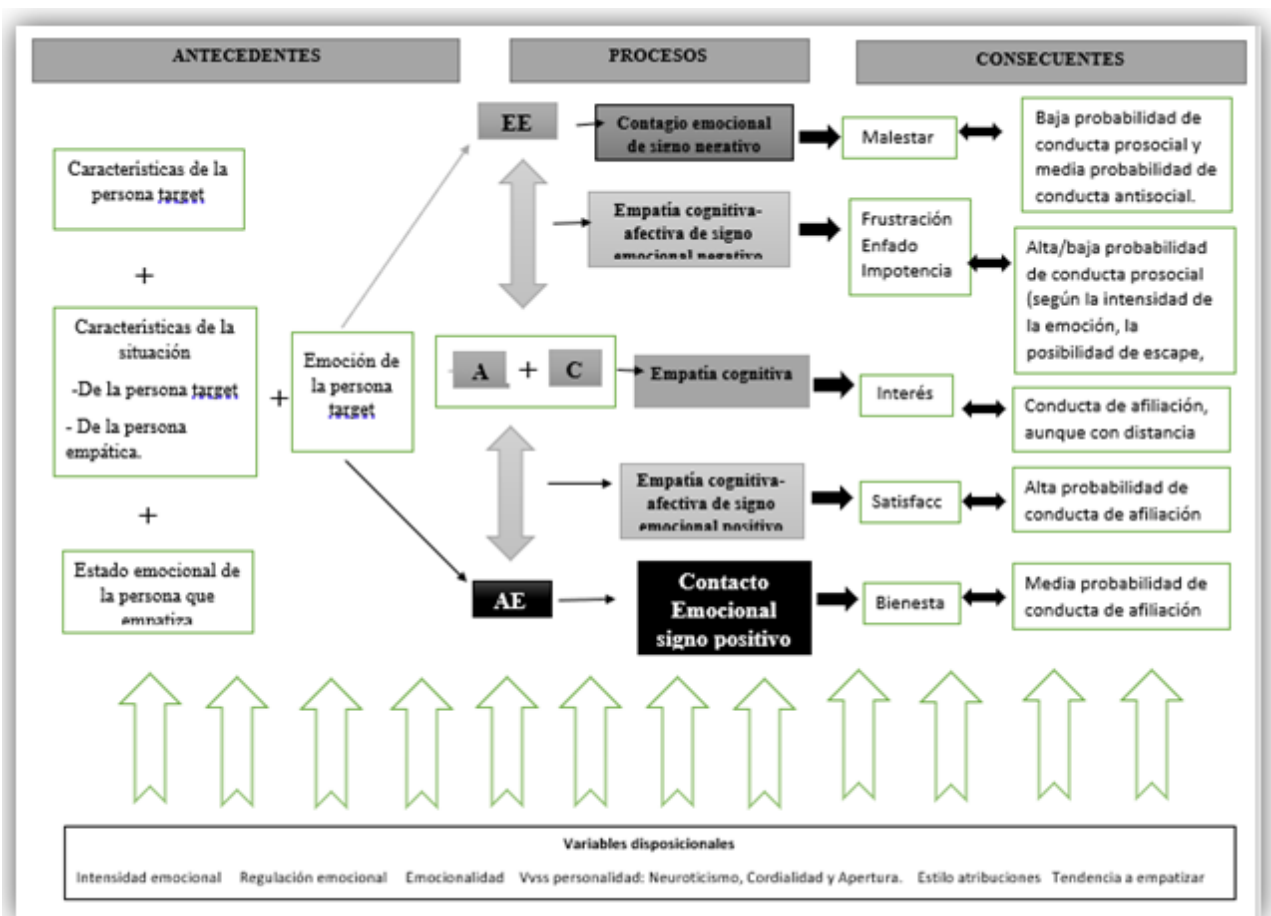 ANTECEDENTES
PROCESOS
CONSECUENTES
Características de la
persona target
+
Características de la
situación
-De la persona target
- De la persona
empática.
+
Estado emocional de
la persona que
empatiza
+
Emoción de
la persona
target
EE
Contagio emocional
de signo negativo
Malestar
Baja probabilidad de
conducta prosocial y
media probabilidad de
conducta antisocial.
Empatía cognitiva-
afectiva de signo
emocional negativo
Frustración
Enfado
Impotencia
Alta/baja probabilidad
de conducta prosocial
(según la intensidad de
la emoción, la
posibilidad de escape,
A + C
Empatía cognitiva
Interés
Conducta de afiliación,
aunque con distancia
Empatía cognitiva-
afectiva de signo
emocional positivo
Satisfacc
Alta probabilidad de
conducta de afiliación
AE
Contacto
Emocional
signo positivo
Bienesta
Media probabilidad de
conducta de afiliación
Variables disposicionales
Intensidad emocional Regulación emocional Emocionalidad Vvss personalidad: Neuroticismo, Cordialidad y Apertura. Estilo atribuciones Tendencia a empatizar